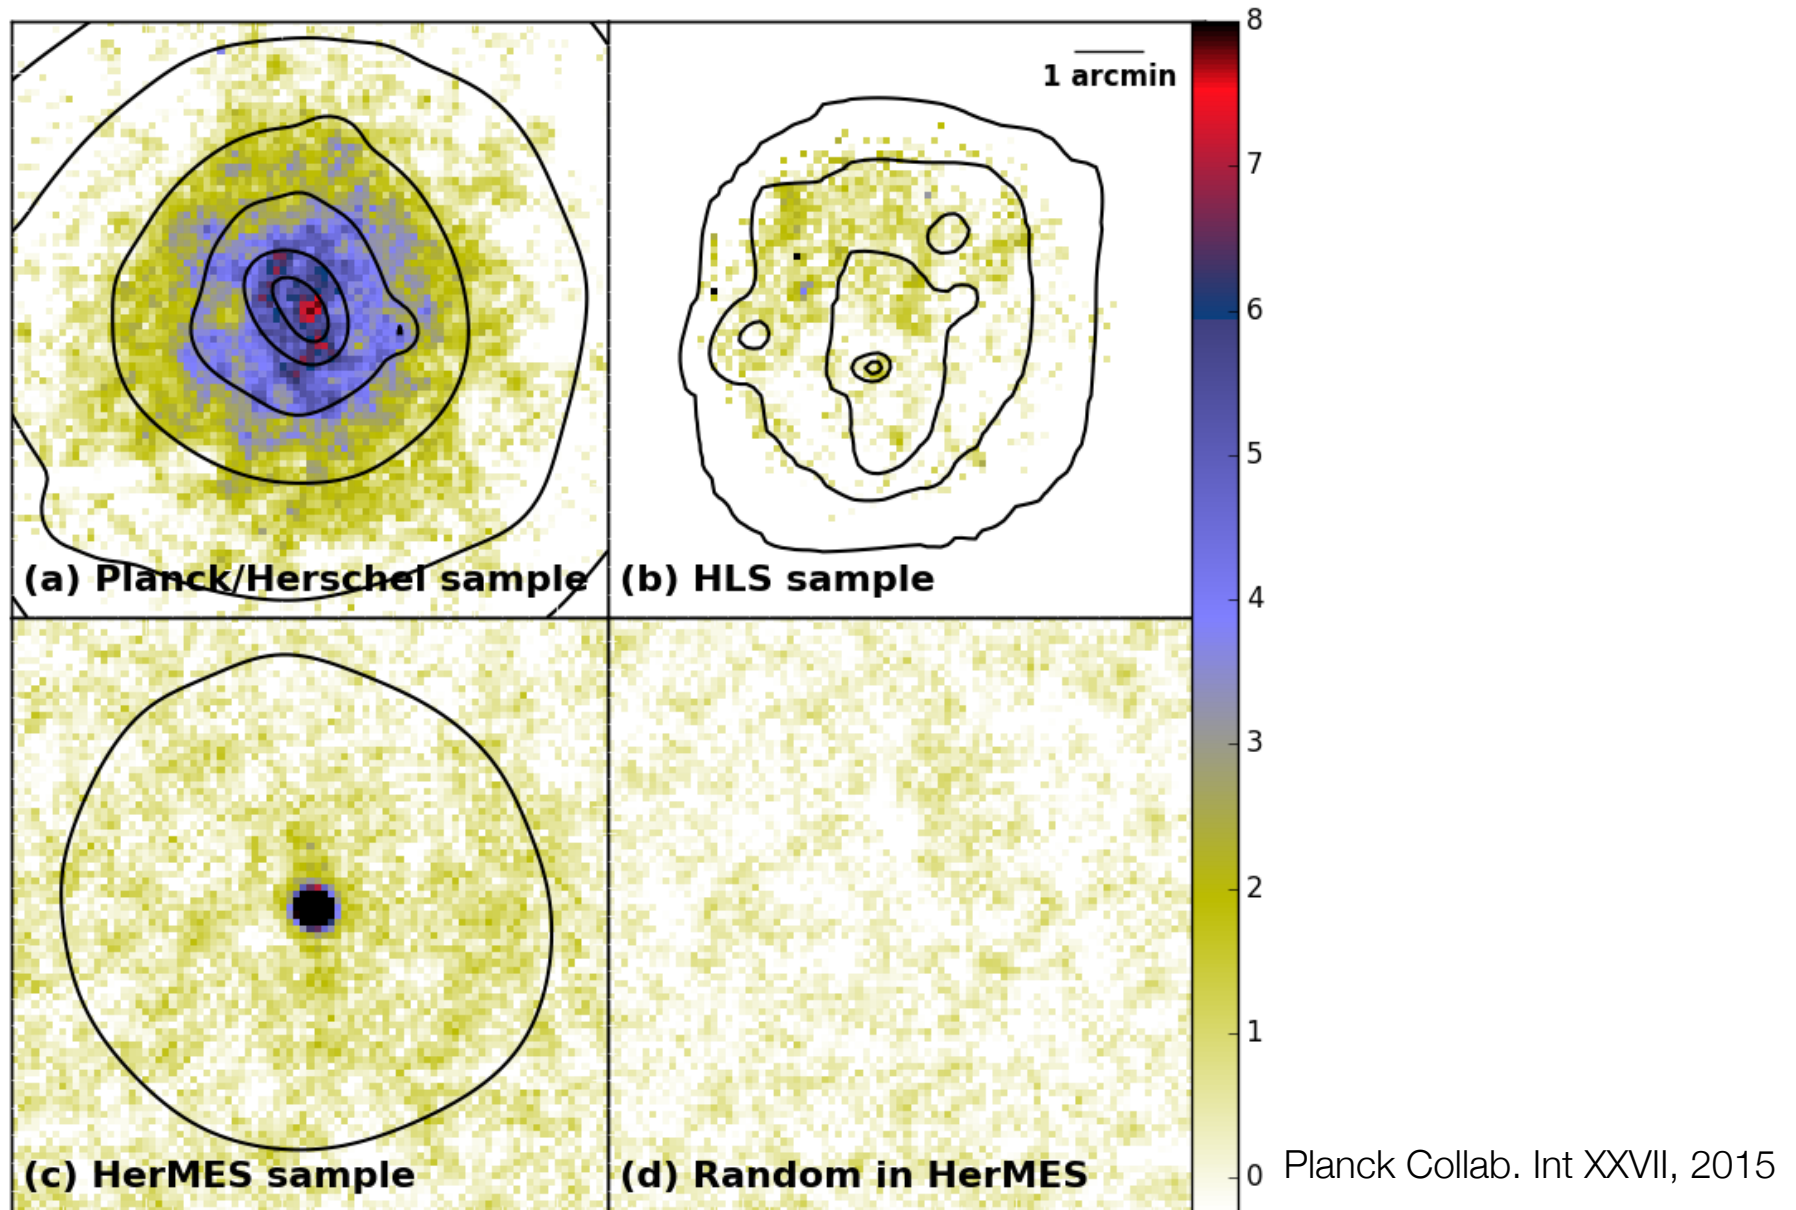 1 arcmin
(a) Planck/Herschel sample
(b) HLS sample
(c) HerMES sample
(d) Random in HerMES
8
7
6
5
4
3
2
1
0
Planck Collab. Int XXVII, 2015